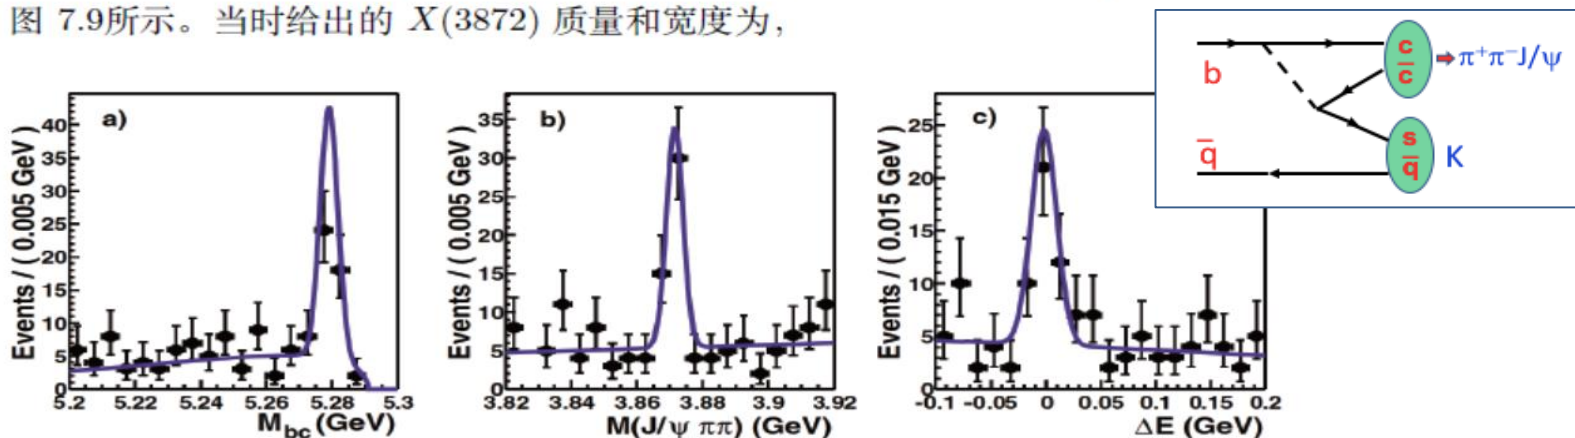 图 7.9所示。当时给出的 X(3872) 质量和宽度为，
a)
Events / ( 0.005 GeV )
40
35
30
25
20
15
10
5
0
5.2 5.22 5.24 5.26 5.28 5.3
M_bc (GeV)
b)
Events / ( 0.005 GeV )
35
30
25
20
15
10
5
0
3.82 3.84 3.86 3.88 3.9 3.92
M(J/ψ ππ) (GeV)
c)
Events / ( 0.015 GeV )
25
20
15
10
5
0
-0.1 -0.05 0 0.05 0.1 0.15 0.2
ΔE (GeV)
b
q̅
c
c̅
π⁺π⁻J/ψ
s
q̅
K